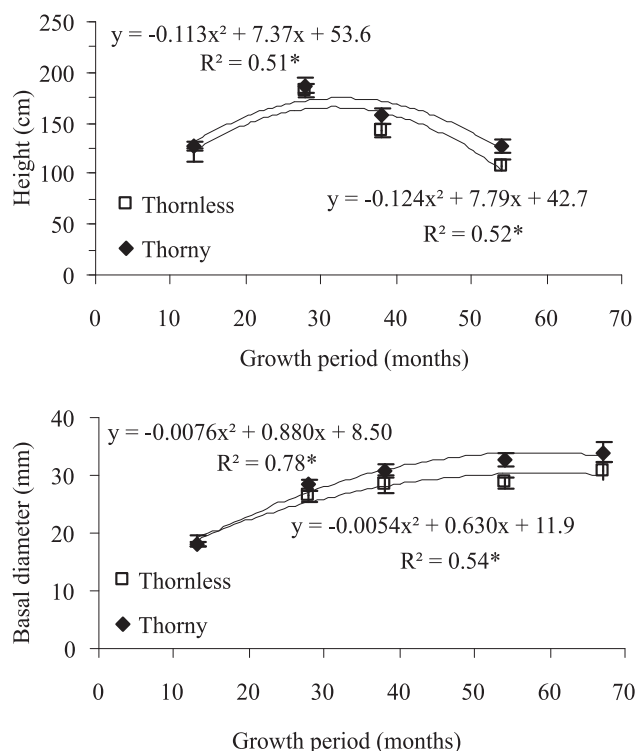 250
y = -0.113x² + 7.37x + 53.6
R² = 0.51*
200
150
100
50
0
Height (cm)
y = -0.124x² + 7.79x + 42.7
R² = 0.52*
Thornless
Thorny
0 10 20 30 40 50 60 70
Growth period (months)
40
y = -0.0076x² + 0.880x + 8.50
R² = 0.78*
30
20
10
0
Basal diameter (mm)
y = -0.0054x² + 0.630x + 11.9
R² = 0.54*
Thornless
Thorny
0 10 20 30 40 50 60 70
Growth period (months)